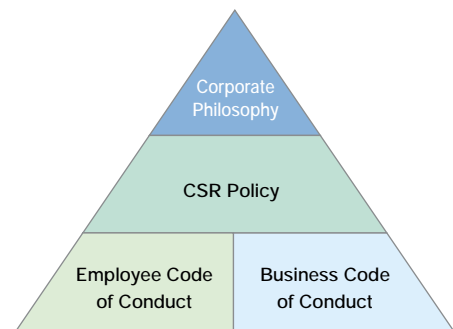 Corporate
Philosophy
CSR Policy
Employee Code
of Conduct
Business Code
of Conduct